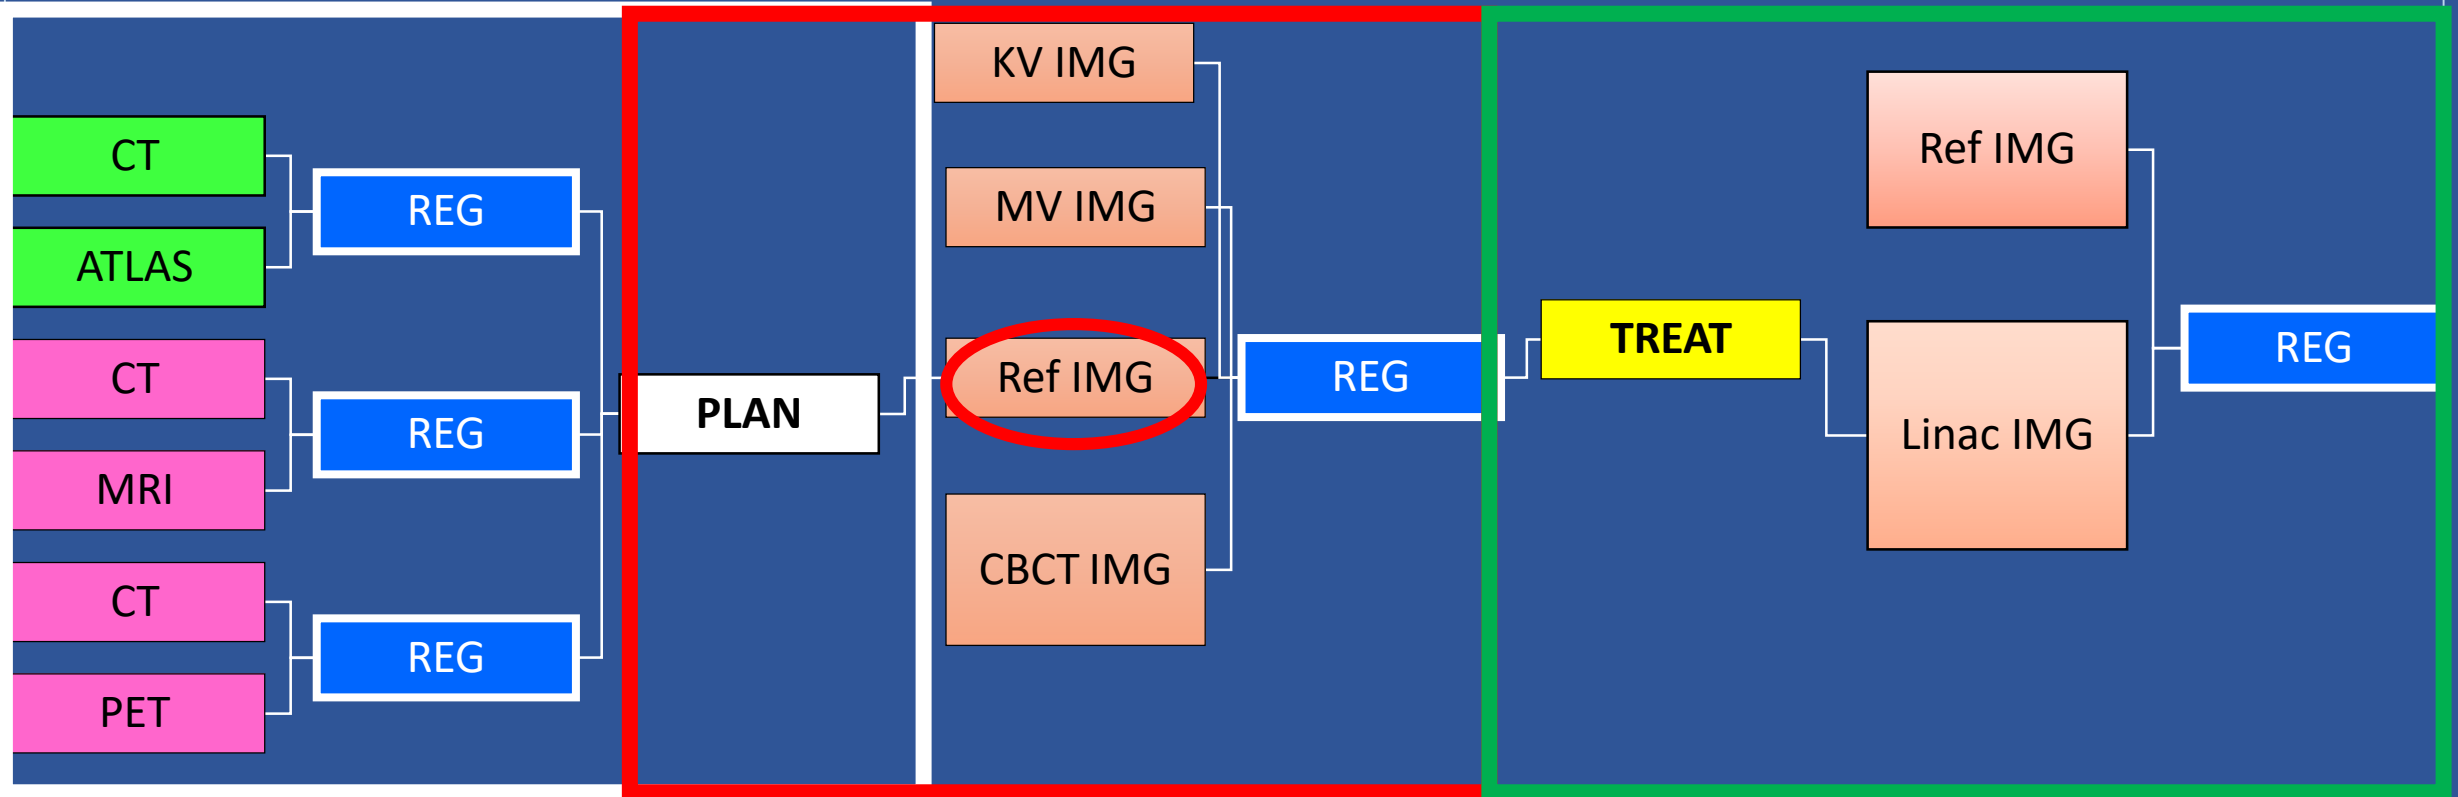 CT
ATLAS
REG
CT
MRI
REG
CT
PET
REG
PLAN
KV IMG
MV IMG
Ref IMG
CBCT IMG
REG
TREAT
Ref IMG
Linac IMG
REG